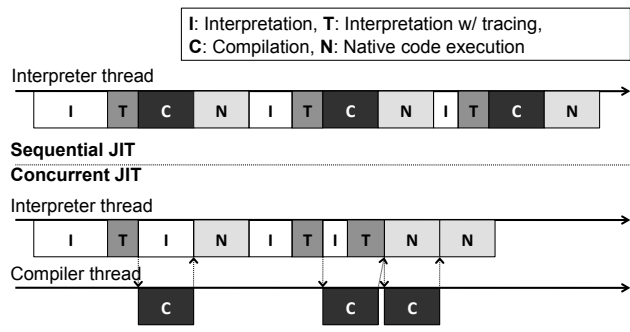 I: Interpretation, T: Interpretation w/ tracing,
C: Compilation, N: Native code execution
Interpreter thread
I T C N I T C N I T C N
Sequential JIT
Concurrent JIT
Interpreter thread
I T I N I T I T N N
Compiler thread
C C C